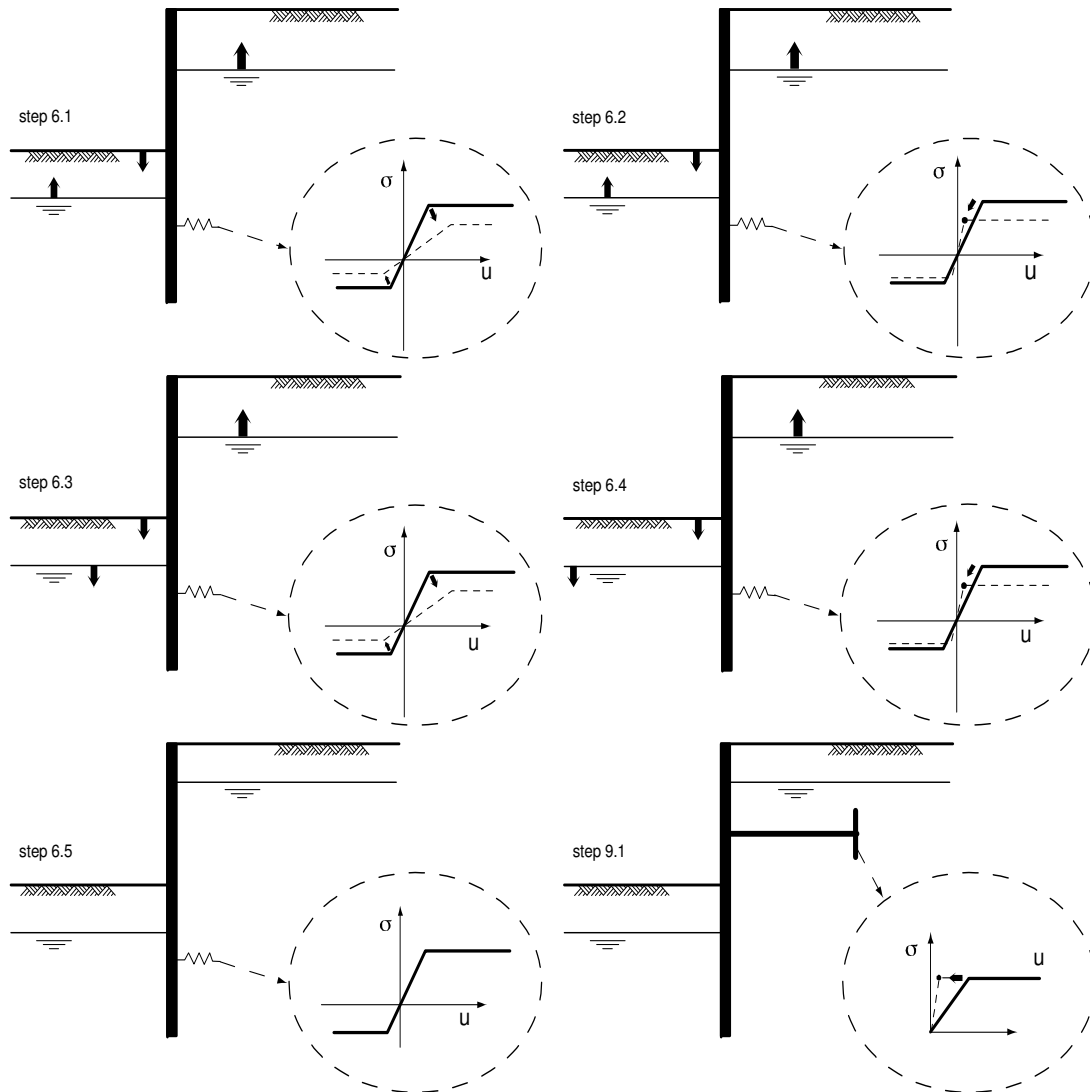 step 6.1
σ
u
step 6.2
σ
u
step 6.3
σ
u
step 6.4
σ
u
step 6.5
σ
u
step 9.1
σ
u